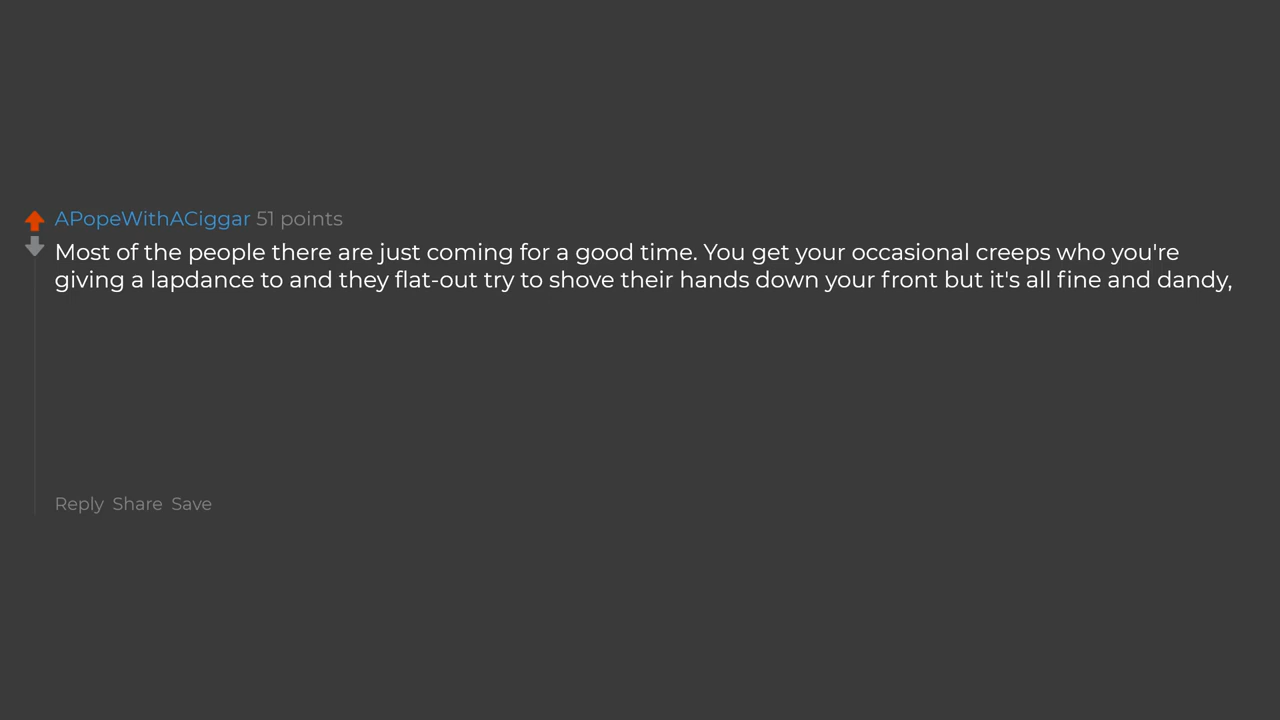 APopeWithACiggar 51 points
Most of the people there are just coming for a good time. You get your occasional creeps who you're
giving a lapdance to and they flat-out try to shove their hands down your front but it's all fine and dandy,
Reply Share Save